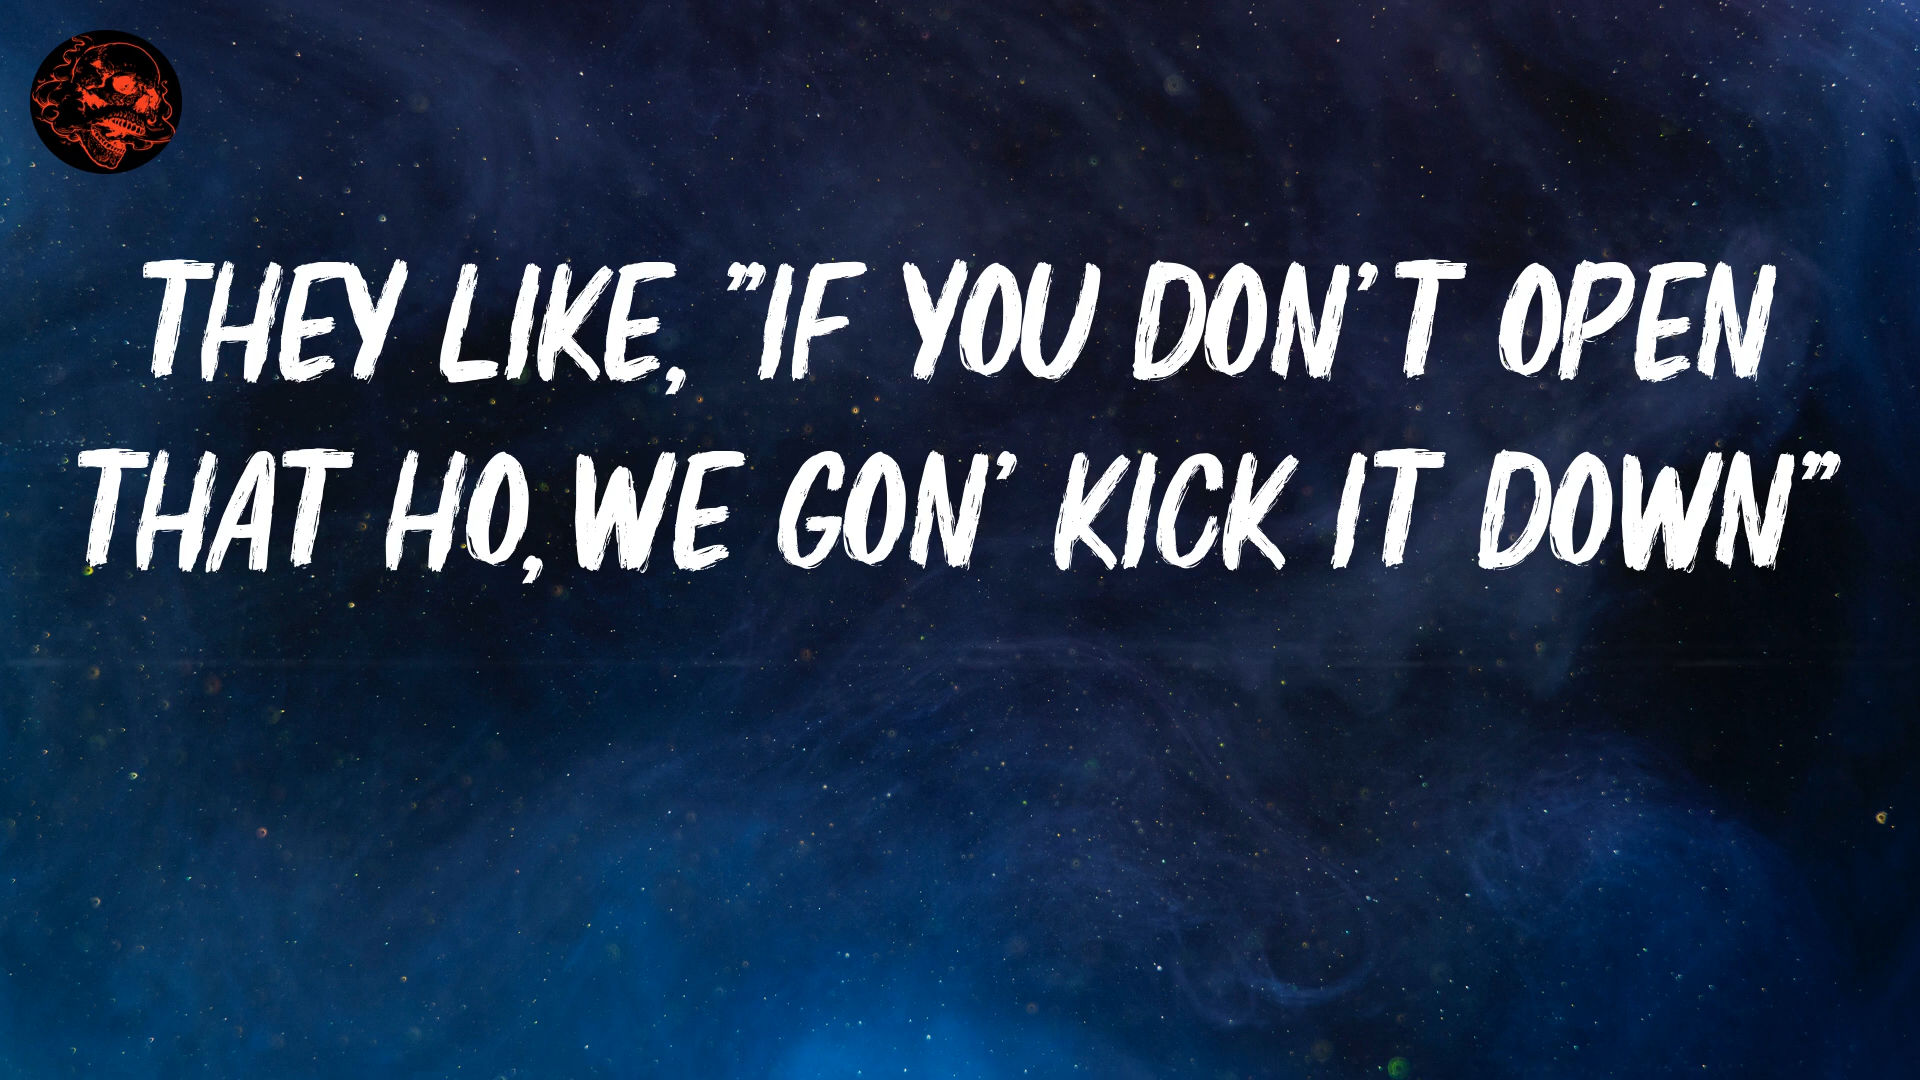 THEY LIKE, "IF YOU DON'T OPEN
THAT HO, WE GON' KICK IT DOWN"